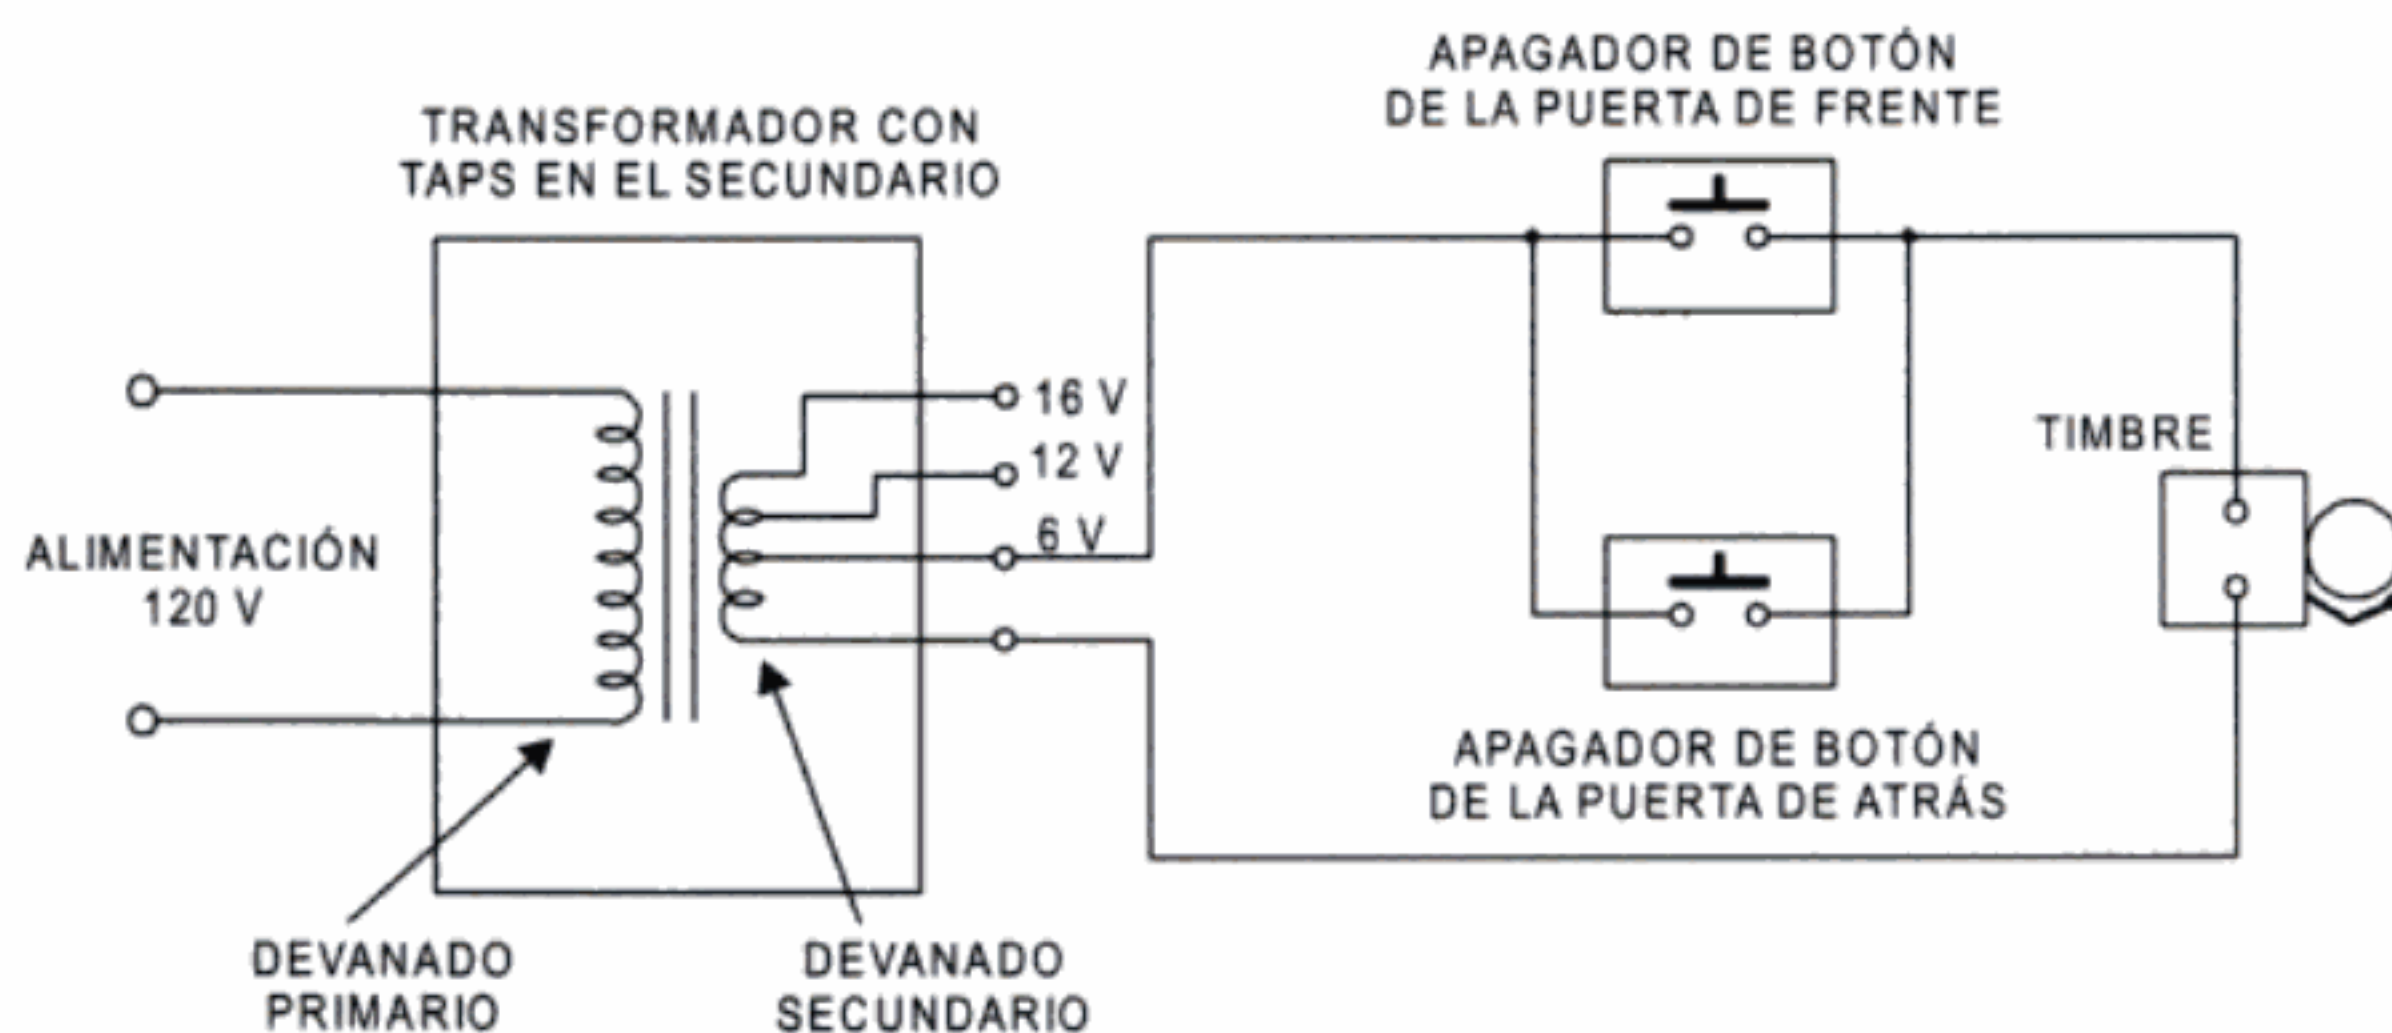 APAGADOR DE BOTÓN
DE LA PUERTA DE FRENTE
TRANSFORMADOR CON
TAPS EN EL SECUNDARIO
16 V
12 V
6 V
TIMBRE
ALIMENTACIÓN
120 V
APAGADOR DE BOTÓN
DE LA PUERTA DE ATRÁS
DEVANADO
PRIMARIO
DEVANADO
SECUNDARIO